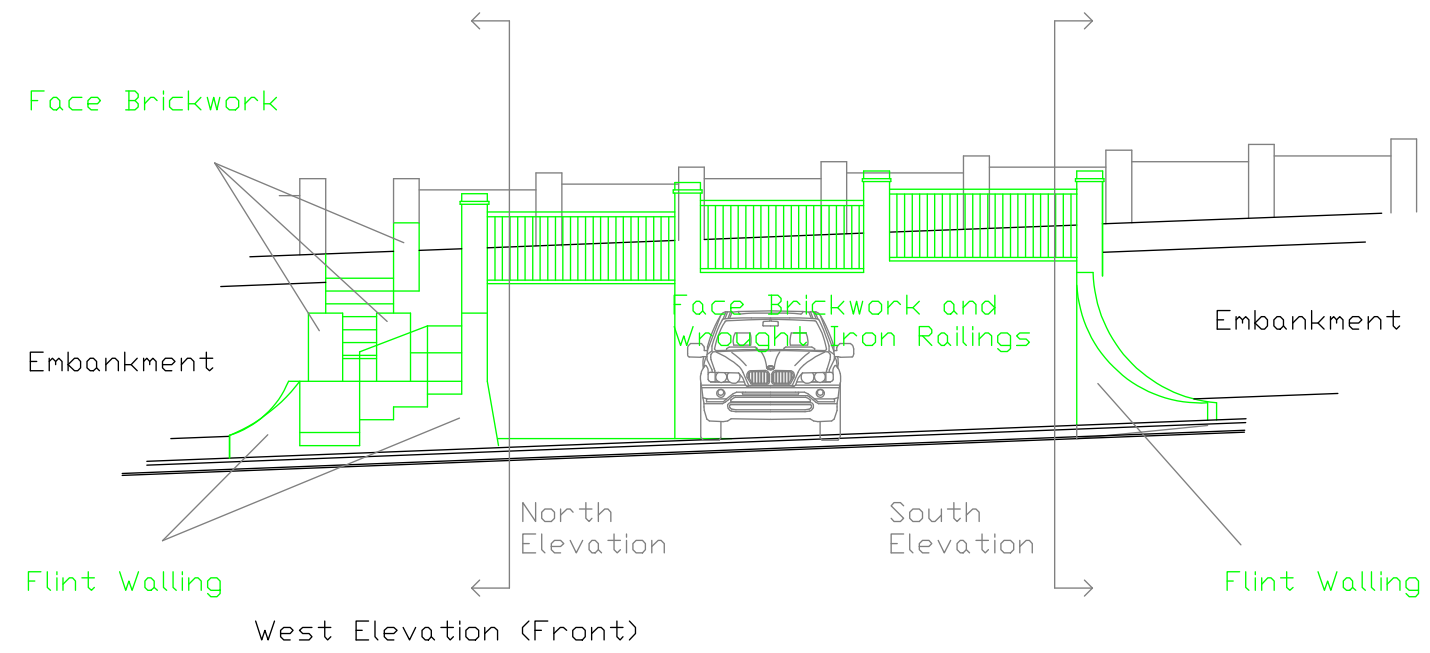 Face Brickwork
Face Brickwork and
Wrought Iron Railings
Embankment
Embankment
North
Elevation
South
Elevation
Flint Walling
Flint Walling
West Elevation (Front)